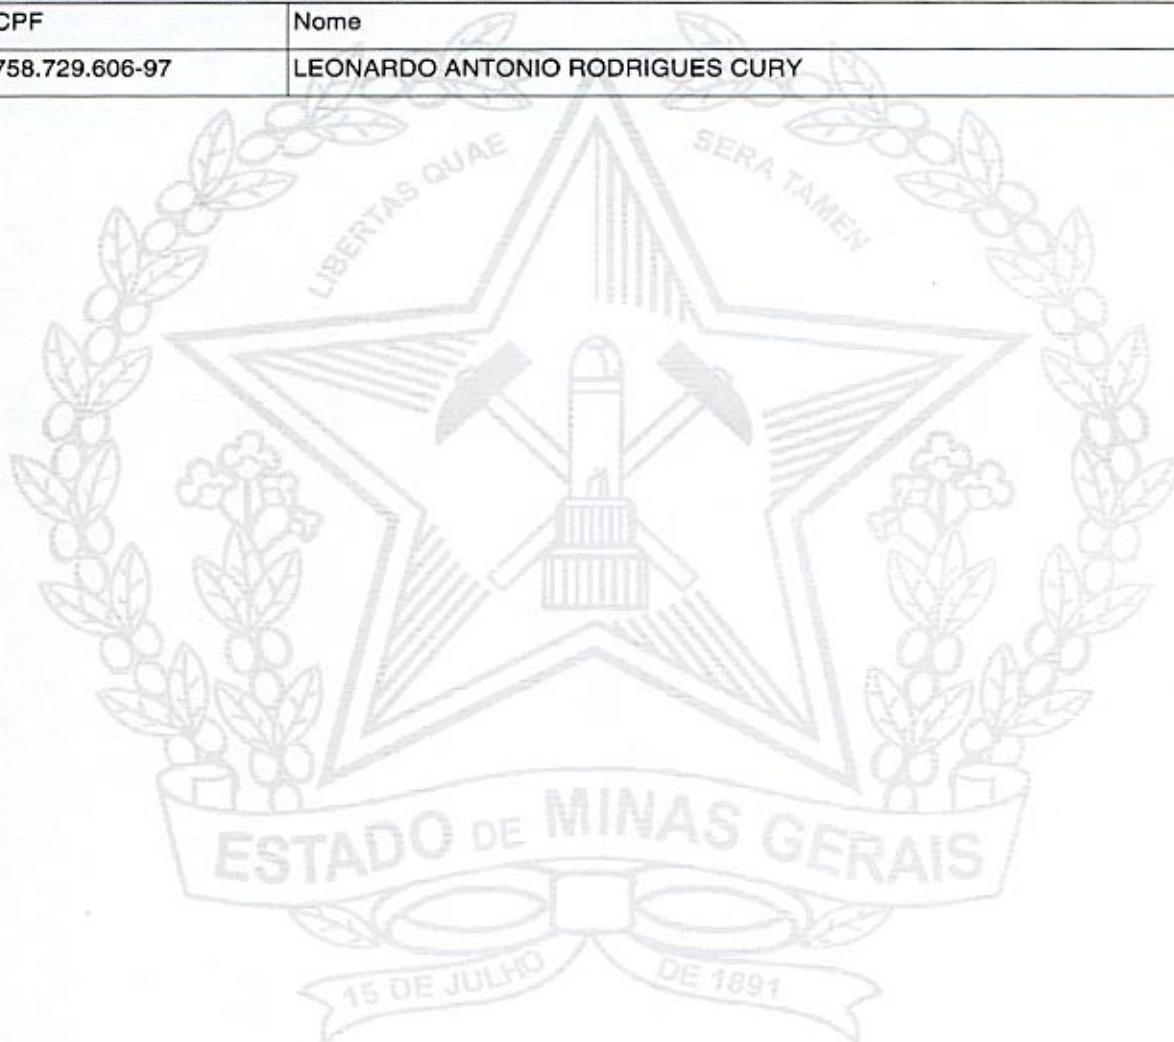 CPF Nome
758.729.606-97 LEONARDO ANTONIO RODRIGUES CURY
LIBERTAS QUAE SERA TAMEN
ESTADO DE MINAS GERAIS
15 DE JULHO DE 1891